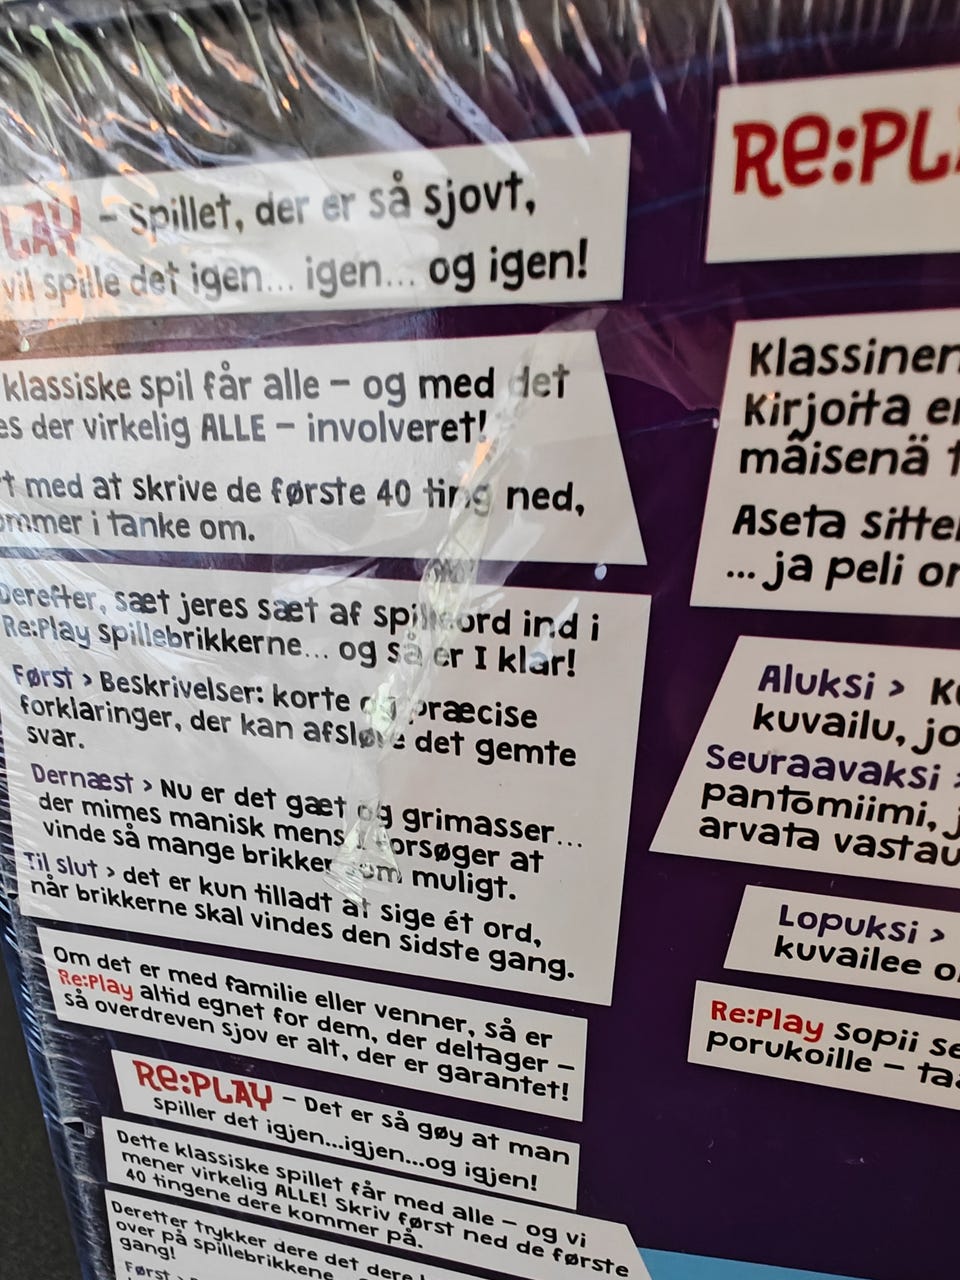 PLAY – spillet, der er så sjovt,
vil spille det igen... igen... og igen!
klassiske spil får alle – og med det
der virkelig ALLE – involveret!
med at skrive de første 40 ting ned,
i tanke om.
Derefter, sæt jeres sæt af spilleord ind i
Re:Play spillebrikkerne... og så er I klar!
Først > Beskrivelser: korte og præcise
forklaringer, der kan afsløre det gemte
svar.
Dernæst > Nu er det gæt og grimasser...
der mimes manisk mens I forsøger at
vinde så mange brikker som muligt.
Til slut > det er kun tilladt at sige ét ord,
når brikkerne skal vindes den sidste gang.
Om det er med familie eller venner, så er
Re:Play altid egnet for dem, der deltager –
så overdreven sjov er alt, der er garantet!
Re:PLAY – Det er så gøy at man
spiller det igjen...igjen...og igjen!
Dette klassiske spillet får med alle – og vi
mener virkelig ALLE! Skriv først ned de første
40 tingene dere kommer på.
Deretter trykker dere det dere
over på spillebrikkene
gang!
Først >
Re:PL
Klassinen
Kirjoita
mäisenä
Aseta
... ja peli
Aluksi >
kuvailu, jo
Seuraavaksi >
pantomiimi,
arvata vastau
Lopuksi >
kuvailee
Re:Play sopii
porukoille –